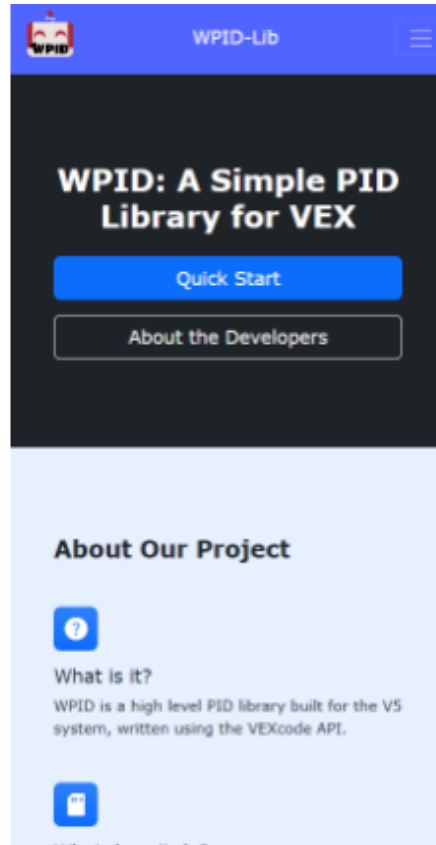 WPID
WPID-Lib
WPID: A Simple PID
Library for VEX
Quick Start
About the Developers
About Our Project
?
What is it?
WPID is a high level PID library built for the V5
system, written using the VEXcode API.